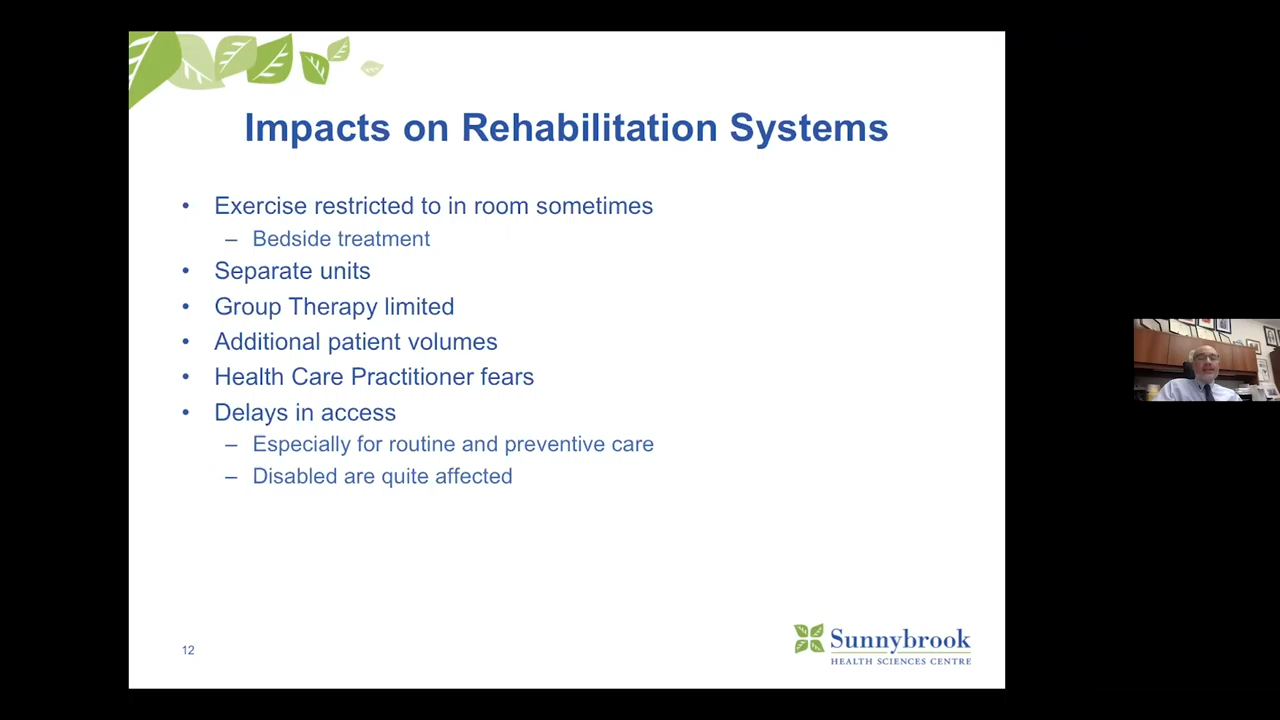 Impacts on Rehabilitation Systems
• Exercise restricted to in room sometimes
– Bedside treatment
• Separate units
• Group Therapy limited
• Additional patient volumes
• Health Care Practitioner fears
• Delays in access
– Especially for routine and preventive care
– Disabled are quite affected
12
Sunnybrook
HEALTH SCIENCES CENTRE